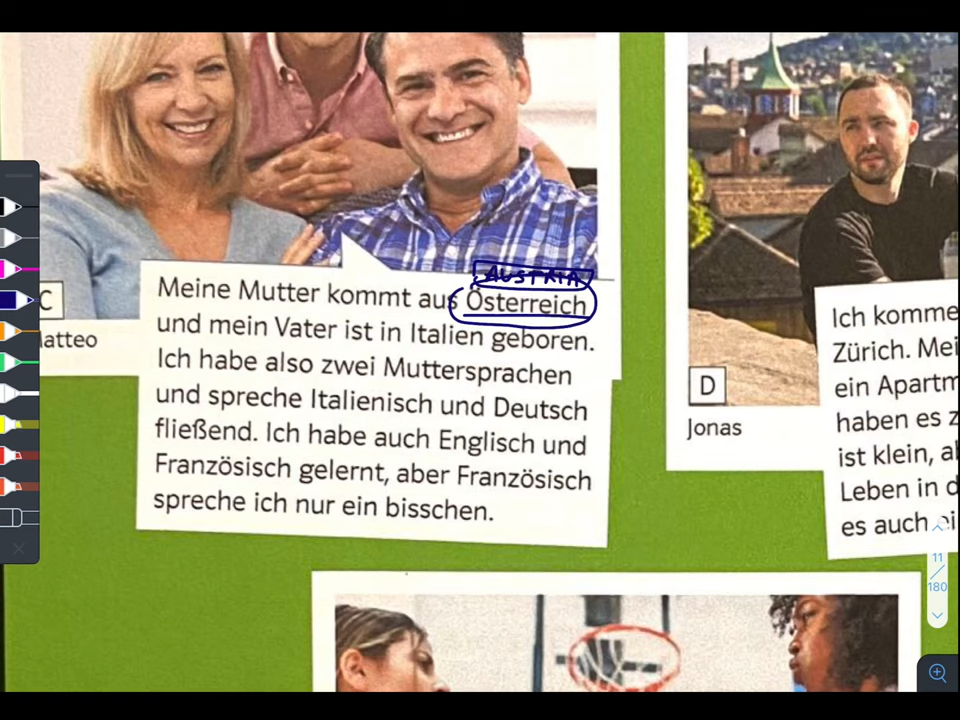 AUSTRIA
Meine Mutter kommt aus Österreich
und mein Vater ist in Italien geboren.
Ich habe also zwei Muttersprachen
und spreche Italienisch und Deutsch
fließend. Ich habe auch Englisch und
Französisch gelernt, aber Französisch
spreche ich nur ein bisschen.
C
atteo
D
Jonas
Ich komme
Zürich. Mei
ein Apartm
haben es z
ist klein, a
Leben in d
es auch ei
11
180